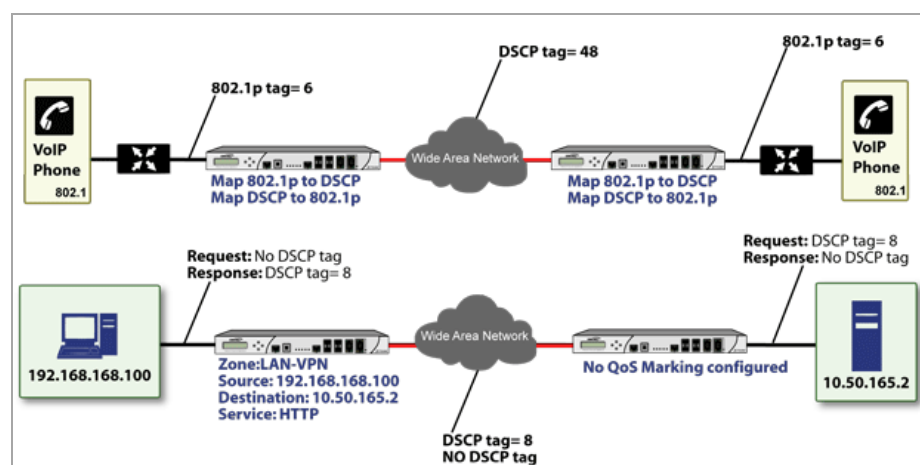 802.1p tag= 6
DSCP tag= 48
802.1p tag= 6
VoIP
Phone
802.1
Map 802.1p to DSCP
Map DSCP to 802.1p
Wide Area Network
Map 802.1p to DSCP
Map DSCP to 802.1p
VoIP
Phone
802.1
Request: No DSCP tag
Response: DSCP tag= 8
Request: DSCP tag= 8
Response: No DSCP tag
192.168.168.100
Zone:LAN-VPN
Source: 192.168.168.100
Destination: 10.50.165.2
Service: HTTP
Wide Area Network
No QoS Marking configured
10.50.165.2
DSCP tag= 8
NO DSCP tag